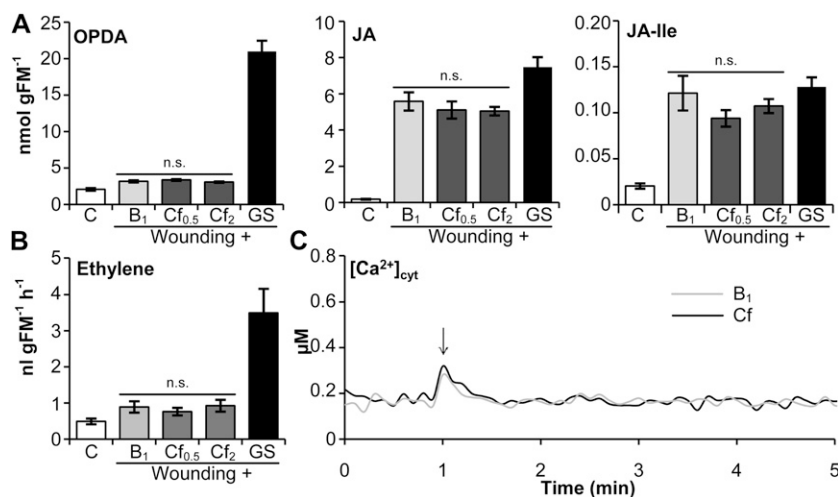 A
OPDA
nmol gFM⁻¹
25
20
15
10
5
0
n.s.
C B₁ Cf₀.₅ Cf₂ GS
Wounding +
JA
10
8
6
4
2
0
n.s.
C B₁ Cf₀.₅ Cf₂ GS
Wounding +
JA-Ile
0.20
0.15
0.10
0.05
0.00
n.s.
C B₁ Cf₀.₅ Cf₂ GS
Wounding +
B
Ethylene
nl gFM⁻¹ h⁻¹
5
4
3
2
1
0
n.s.
C B₁ Cf₀.₅ Cf₂ GS
Wounding +
C
[Ca²⁺]cyt
µM
0.8
0.6
0.4
0.2
0
B₁
Cf
0 1 2 3 4 5
Time (min)